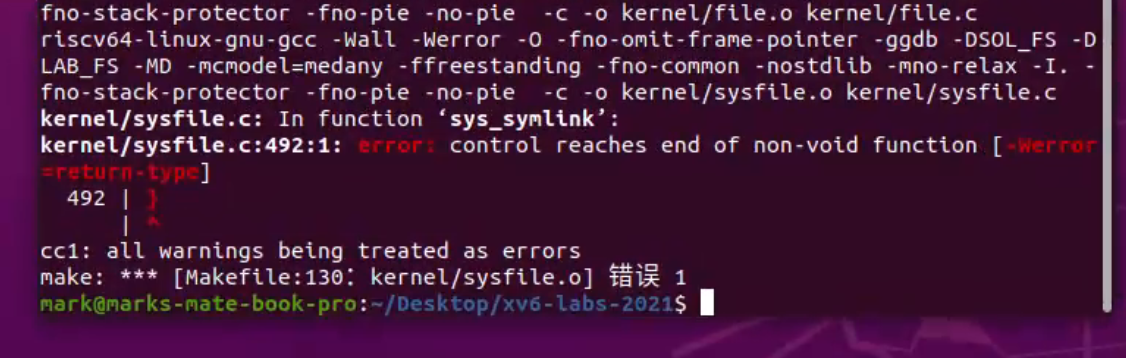 fno-stack-protector -fno-pie -no-pie  -c -o kernel/file.o kernel/file.c
riscv64-linux-gnu-gcc -Wall -Werror -O -fno-omit-frame-pointer -ggdb -DSOL_FS -D
LAB_FS -MD -mcmodel=medany -ffreestanding -fno-common -nostdlib -mno-relax -I. -
fno-stack-protector -fno-pie -no-pie  -c -o kernel/sysfile.o kernel/sysfile.c
kernel/sysfile.c: In function ‘sys_symlink’:
kernel/sysfile.c:492:1: error: control reaches end of non-void function [-Werror
=return-type]
  492 | }
      | ^
cc1: all warnings being treated as errors
make: *** [Makefile:130：kernel/sysfile.o] 错误 1
mark@marks-mate-book-pro:~/Desktop/xv6-labs-2021$